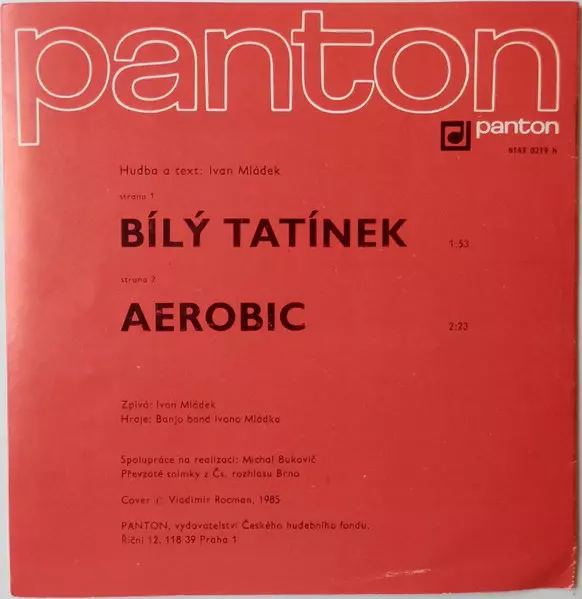 panton
panton
8143 0219 h
Hudba a text: Ivan Mládek
strana 1
BÍLÝ TATÍNEK 1:53
strana 2
AEROBIC 2:23
Zpívá: Ivan Mládek
Hraje: Banjo band Ivana Mládka
Spolupráce na realizaci: Michal Bukovič
Převzaté snímky z Čs. rozhlasu Brno
Cover © Vladimír Rocman, 1985
PANTON, vydavatelství Českého hudebního fondu,
Říční 12, 118 39 Praha 1